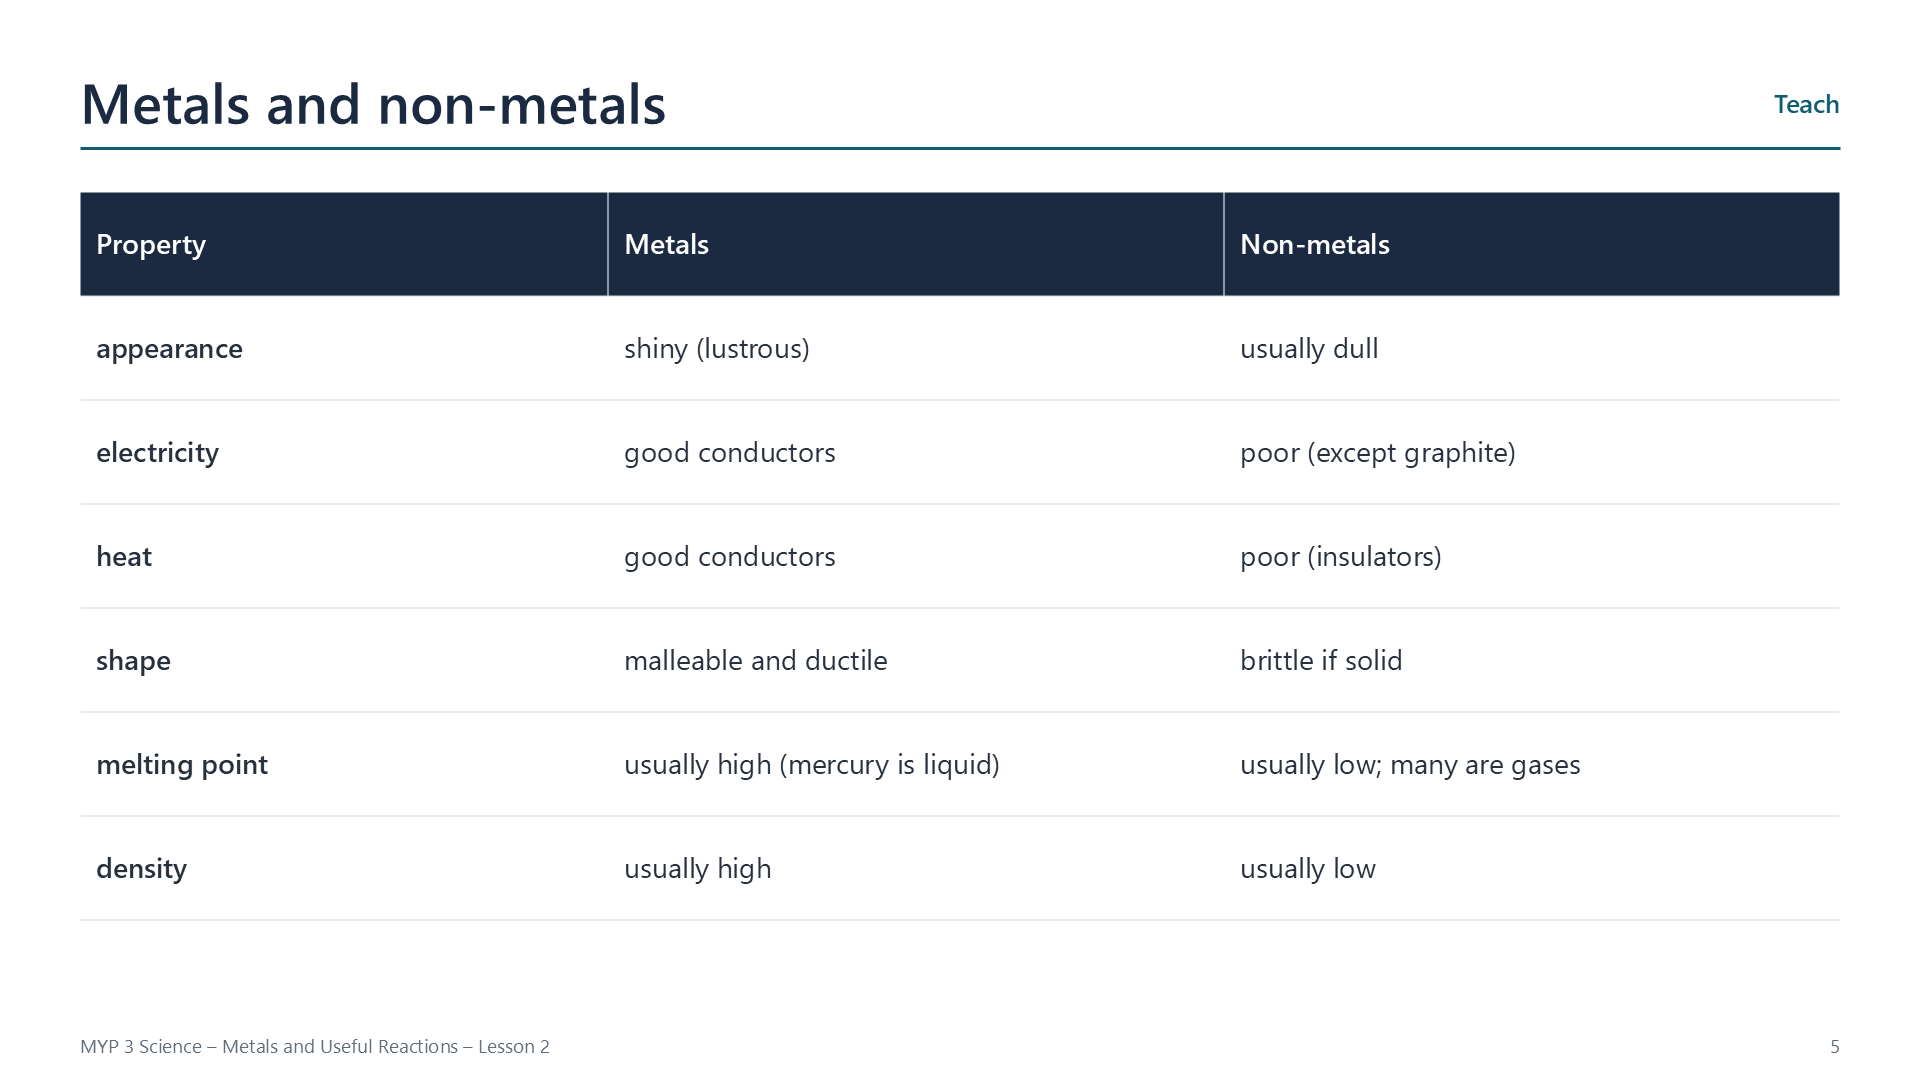 Metals and non-metals
Teach
Property Metals Non-metals
appearance shiny (lustrous) usually dull
electricity good conductors poor (except graphite)
heat good conductors poor (insulators)
shape malleable and ductile brittle if solid
melting point usually high (mercury is liquid) usually low; many are gases
density usually high usually low
MYP 3 Science – Metals and Useful Reactions – Lesson 2
5